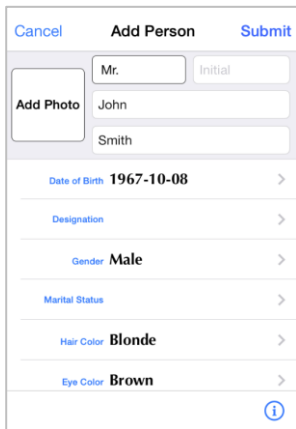 Cancel Add Person Submit
Mr. Initial
Add Photo John
Smith
Date of Birth 1967-10-08
Designation
Gender Male
Marital Status
Hair Color Blonde
Eye Color Brown